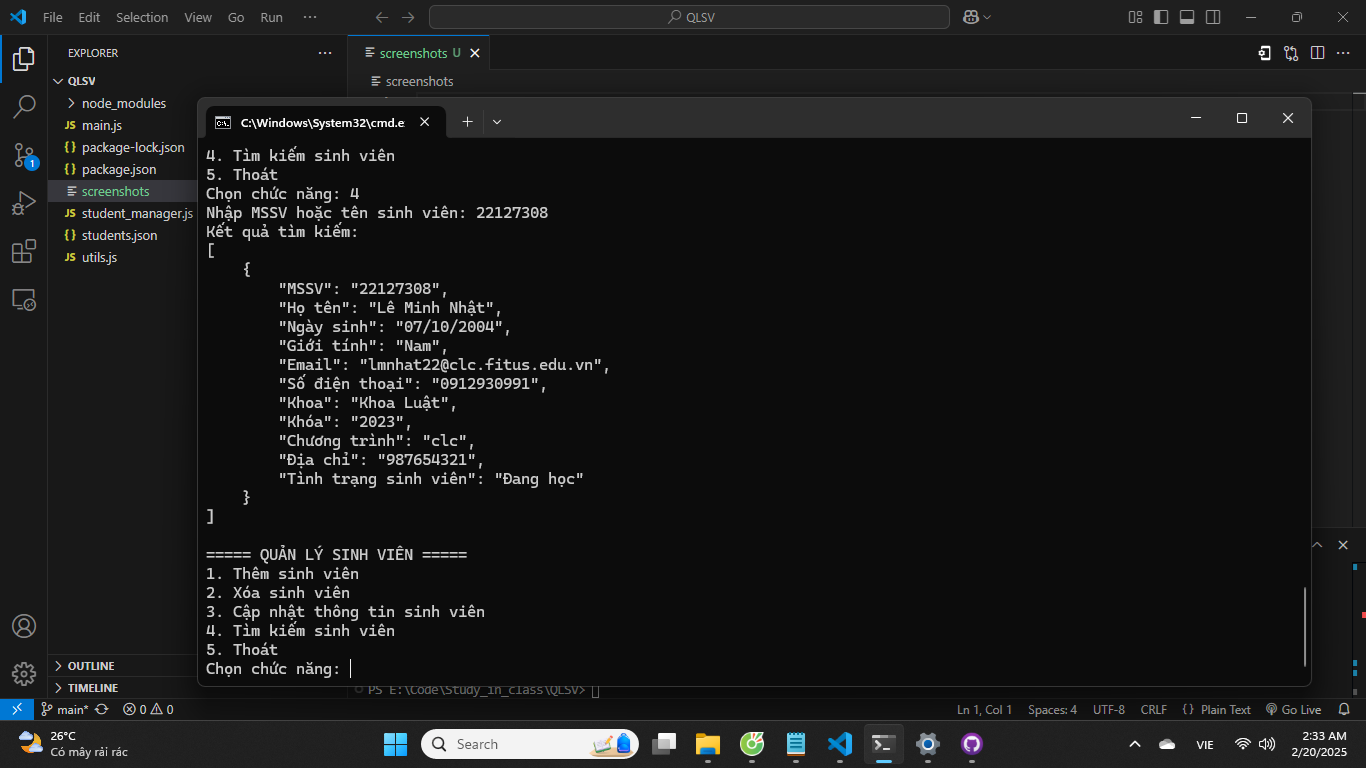 File Edit Selection View Go Run ···
QLSV
EXPLORER ···
screenshots U
QLSV
screenshots
node_modules
main.js
package-lock.json
package.json
screenshots
student_manager.js
students.json
utils.js
1
C:\Windows\System32\cmd.e
4. Tìm kiếm sinh viên
5. Thoát
Chọn chức năng: 4
Nhập MSSV hoặc tên sinh viên: 22127308
Kết quả tìm kiếm:
[
    {
        "MSSV": "22127308",
        "Họ tên": "Lê Minh Nhật",
        "Ngày sinh": "07/10/2004",
        "Giới tính": "Nam",
        "Email": "lmnhat22@clc.fitus.edu.vn",
        "Số điện thoại": "0912930991",
        "Khoa": "Khoa Luật",
        "Khóa": "2023",
        "Chương trình": "clc",
        "Địa chỉ": "987654321",
        "Tình trạng sinh viên": "Đang học"
    }
]
===== QUẢN LÝ SINH VIÊN =====
1. Thêm sinh viên
2. Xóa sinh viên
3. Cập nhật thông tin sinh viên
4. Tìm kiếm sinh viên
5. Thoát
Chọn chức năng:
OUTLINE
TIMELINE
PS E:\Code\Study_in_class\QLSV>
main* 0 0 Ln 1, Col 1 Spaces: 4 UTF-8 CRLF {} Plain Text Go Live
26°C
Có mây rải rác
Search
VIE
2:33 AM
2/20/2025